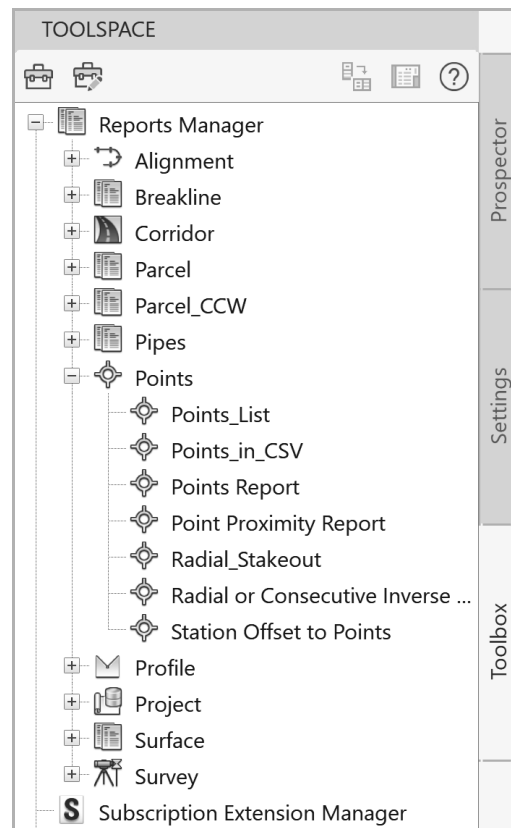 TOOLSPACE
Reports Manager
Alignment
Breakline
Corridor
Parcel
Parcel_CCW
Pipes
Points
Points_List
Points_in_CSV
Points Report
Point Proximity Report
Radial_Stakeout
Radial or Consecutive Inverse ...
Station Offset to Points
Profile
Project
Surface
Survey
S Subscription Extension Manager
Prospector
Settings
Toolbox